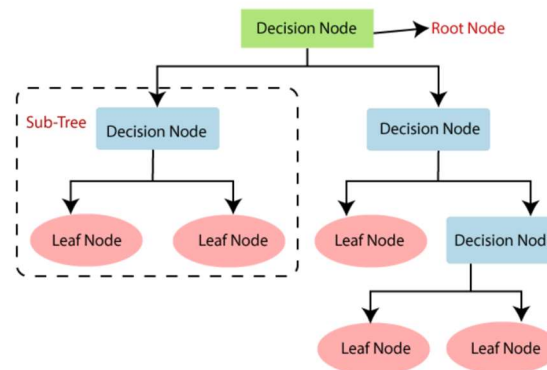 Decision Node
Root Node
Sub-Tree
Decision Node
Decision Node
Leaf Node
Leaf Node
Leaf Node
Decision Nod
Leaf Node
Leaf Node